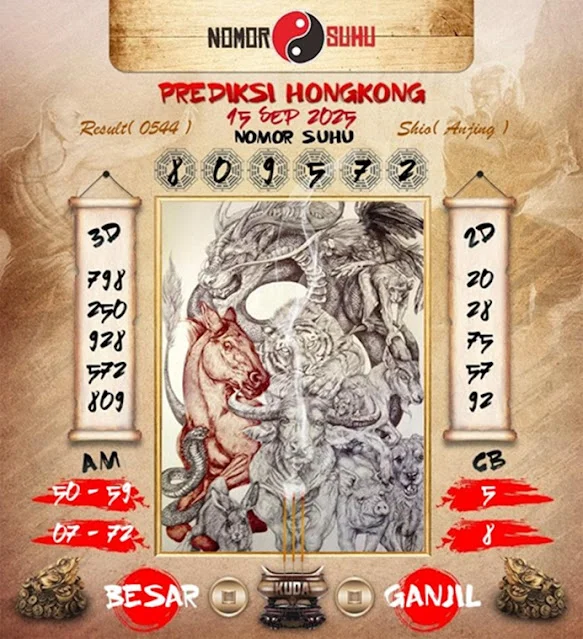 NOMOR SUHU
PREDIKSI HONGKONG
15 SEP 2025
Result( 0544 )
NOMOR SUHU
Shio( Anjing )
8 0 9 5 7 2
3D
798
250
928
572
809
2D
20
28
75
57
92
AM
50 - 59
07 - 72
CB
5
8
BESAR
KUDA
GANJIL